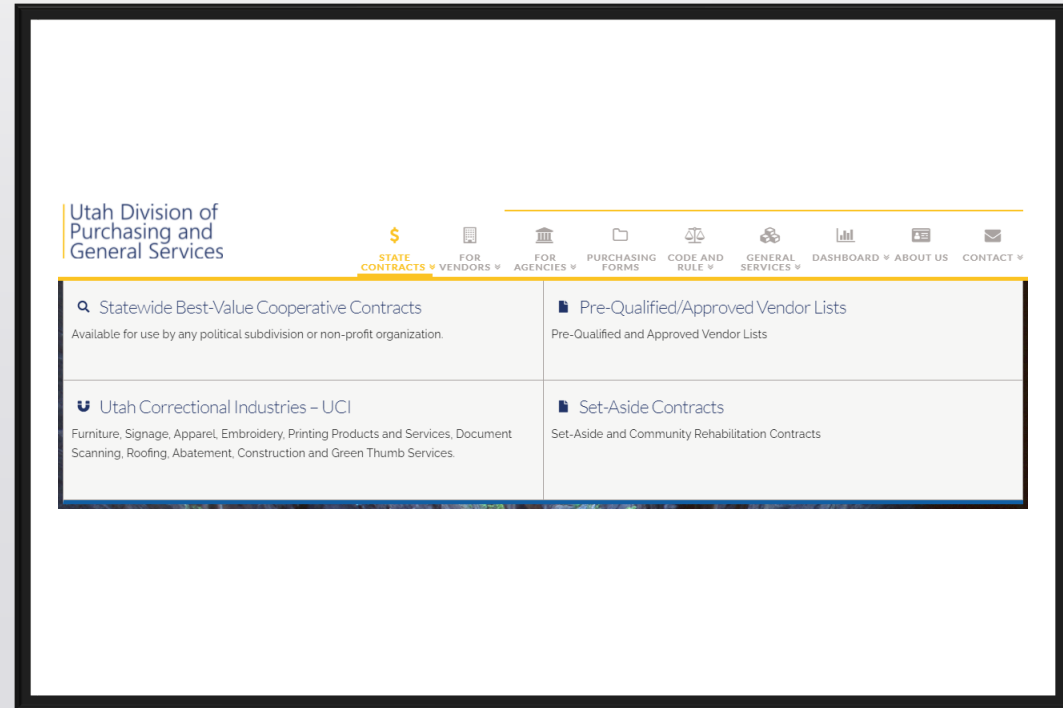 Utah Division of
Purchasing and
General Services
STATE
CONTRACTS
FOR
VENDORS
FOR
AGENCIES
PURCHASING
FORMS
CODE AND
RULE
GENERAL
SERVICES
DASHBOARD
ABOUT US
CONTACT
Statewide Best-Value Cooperative Contracts
Available for use by any political subdivision or non-profit organization.
Pre-Qualified/Approved Vendor Lists
Pre-Qualified and Approved Vendor Lists
Utah Correctional Industries – UCI
Furniture, Signage, Apparel, Embroidery, Printing Products and Services, Document
Scanning, Roofing, Abatement, Construction and Green Thumb Services.
Set-Aside Contracts
Set-Aside and Community Rehabilitation Contracts